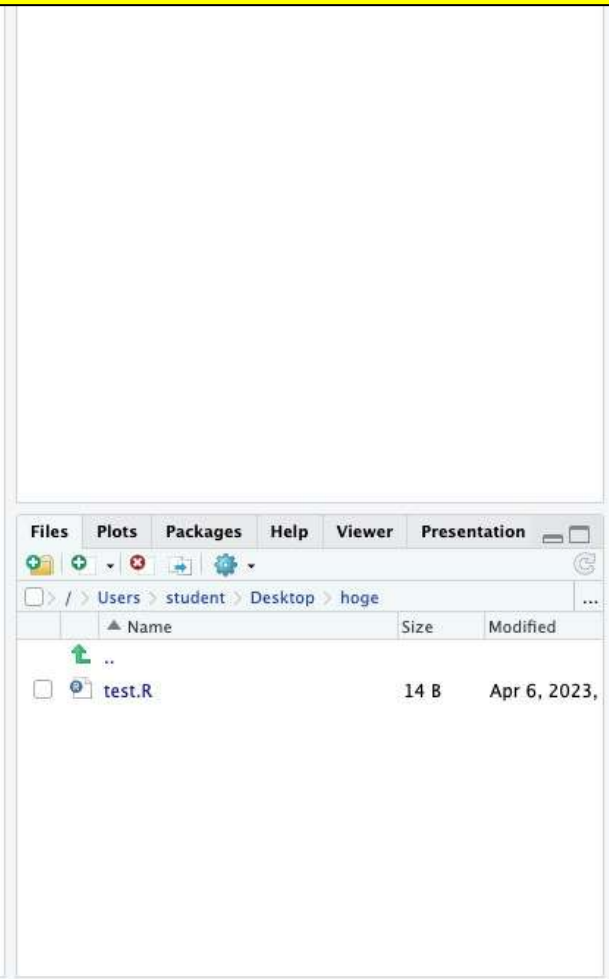 Files Plots Packages Help Viewer Presentation
/ Users student Desktop hoge ...
Name Size Modified
..
test.R 14 B Apr 6, 2023,